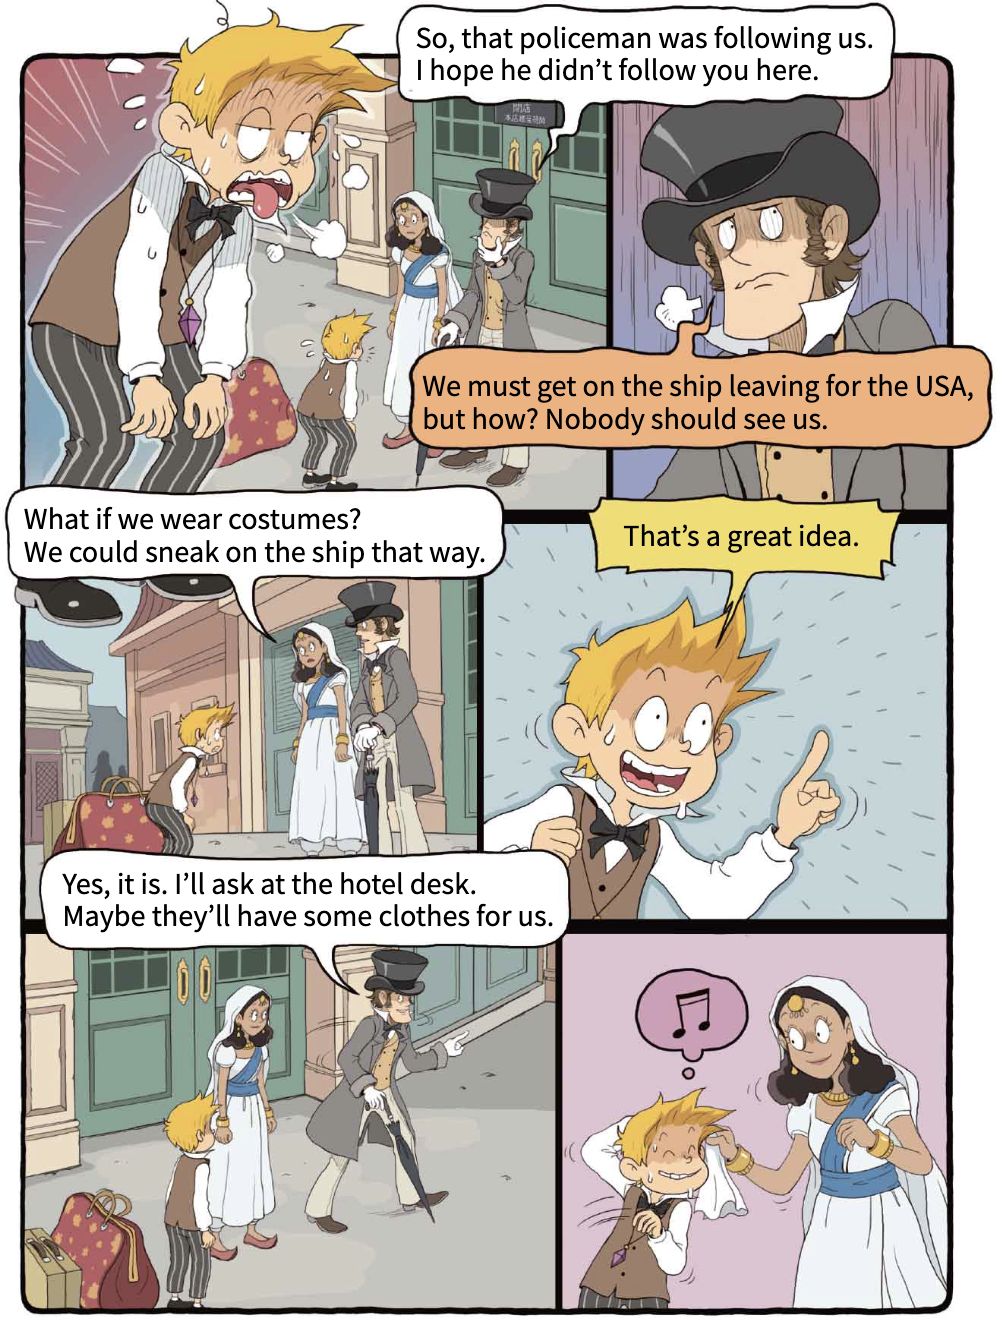 So, that policeman was following us.
I hope he didn't follow you here.
閉店
We must get on the ship leaving for the USA,
but how? Nobody should see us.
What if we wear costumes?
We could sneak on the ship that way.
That's a great idea.
Yes, it is. I'll ask at the hotel desk.
Maybe they'll have some clothes for us.